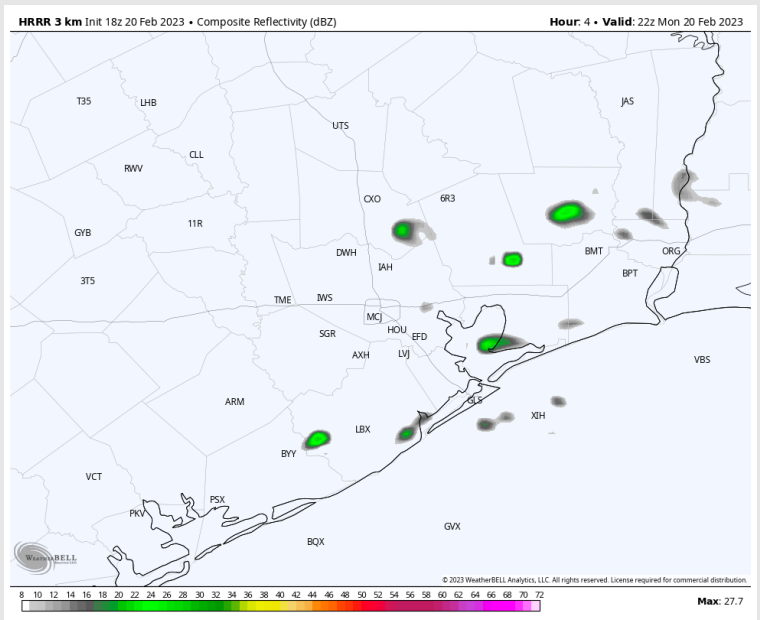 HRRR 3 km Init 18z 20 Feb 2023 • Composite Reflectivity (dBZ)
Hour: 4 • Valid: 22z Mon 20 Feb 2023
T35
LHB
JAS
UTS
CLL
RWV
CXO
6R3
11R
GYB
DWH
BMT
ORG
IAH
BPT
3T5
TME
IWS
MCJ
SGR
HOU
EFD
AXH
LVJ
VBS
ARM
GLS
XIH
LBX
BYY
VCT
PSX
PKV
GVX
BQX
WEATHERBELL
© 2023 WeatherBELL Analytics, LLC. All rights reserved. License required for commercial distribution.
8 10 12 14 16 18 20 22 24 26 28 30 32 34 36 38 40 42 44 46 48 50 52 54 56 58 60 62 64 66 68 70 72
Max: 27.7